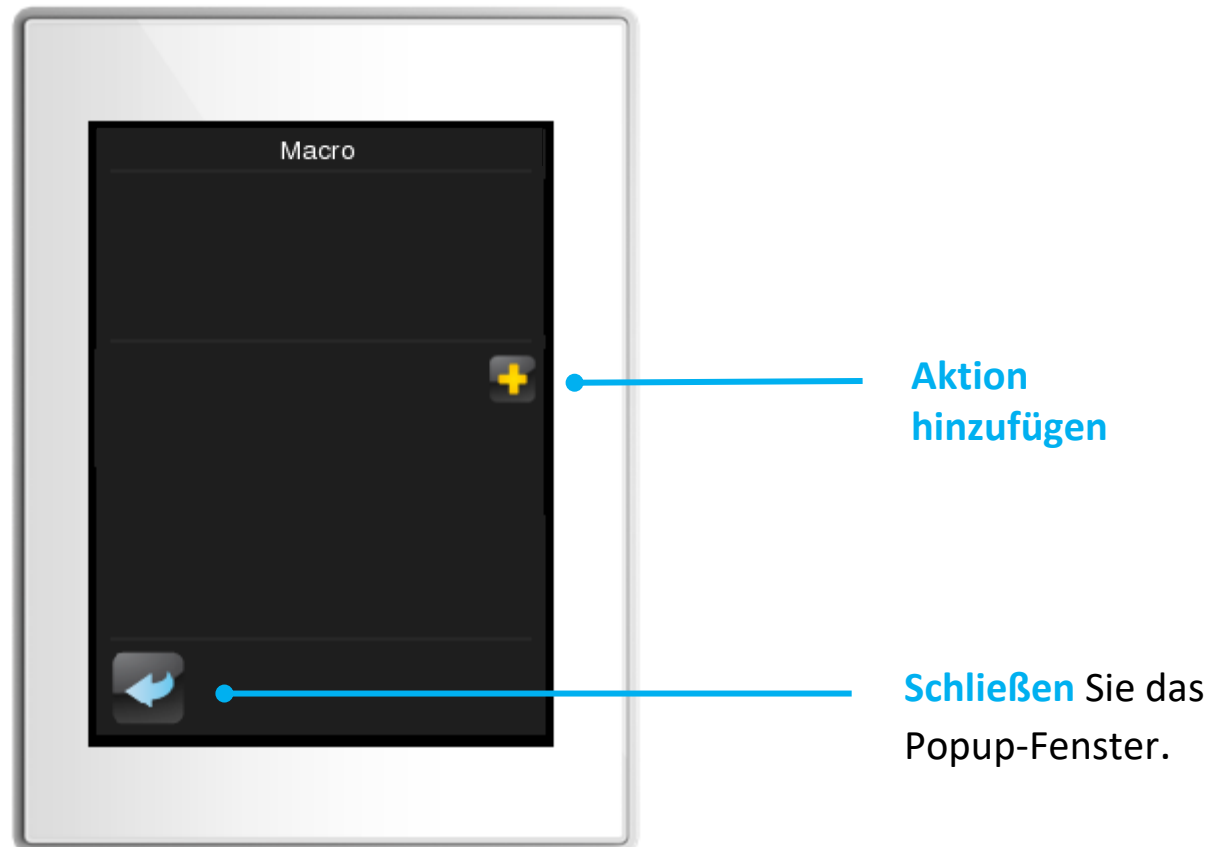 Macro
Aktion
hinzufügen
Schließen Sie das
Popup-Fenster.